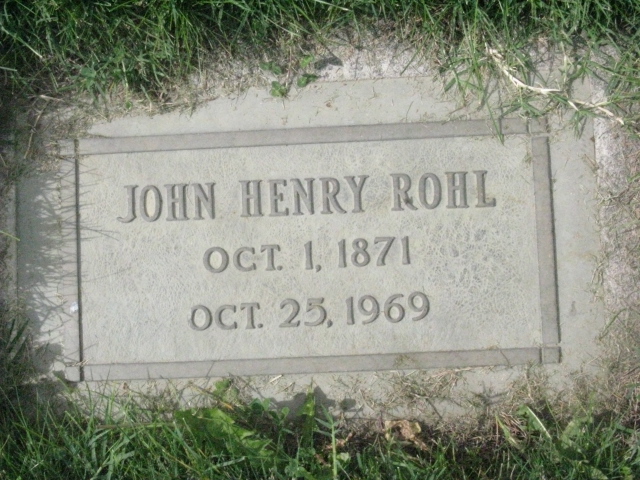 JOHN HENRY ROHL
OCT. 1, 1871
OCT. 25, 1969